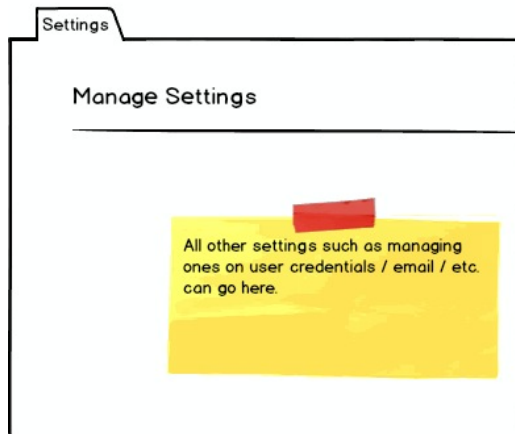 Settings
Manage Settings
All other settings such as managing
ones on user credentials / email / etc.
can go here.